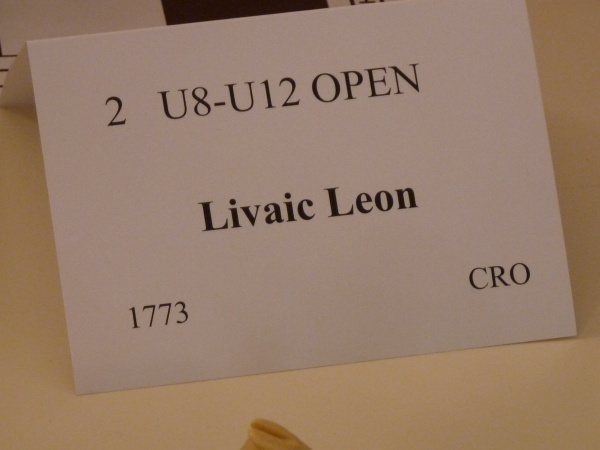 2 U8-U12 OPEN
Livaic Leon
1773
CRO